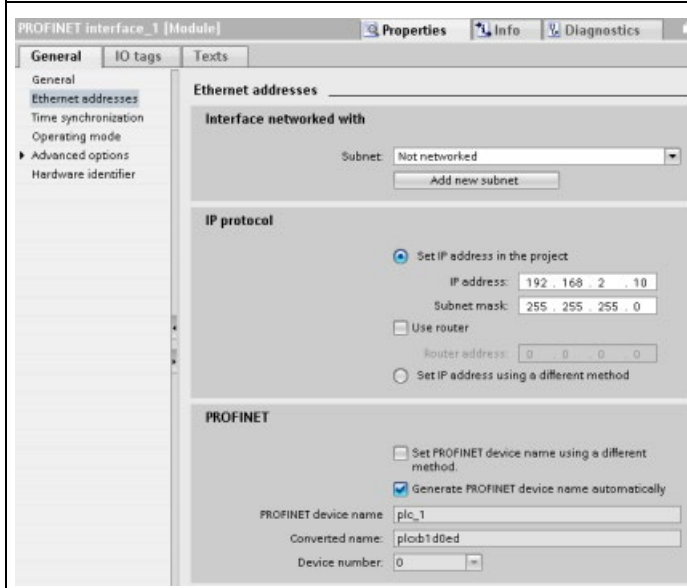 PROFINET interface_1 [Module]
Properties
Info
Diagnostics
General
IO tags
Texts
General
Ethernet addresses
Time synchronization
Operating mode
Advanced options
Hardware identifier
Ethernet addresses
Interface networked with
Subnet: Not networked
Add new subnet
IP protocol
Set IP address in the project
IP address: 192 . 168 . 2 . 10
Subnet mask: 255 . 255 . 255 . 0
Use router
Router address: 0 . 0 . 0 . 0
Set IP address using a different method
PROFINET
Set PROFINET device name using a different
method.
Generate PROFINET device name automatically
PROFINET device name plc_1
Converted name: plcxb1d0ed
Device number: 0